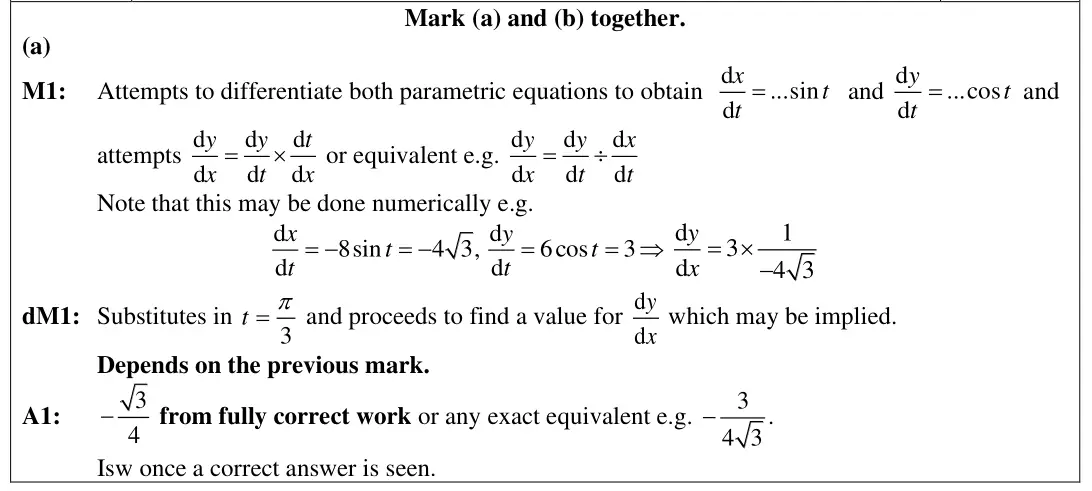 Mark (a) and (b) together.
(a)
M1: Attempts to differentiate both parametric equations to obtain dx/dt = ...sin t and dy/dt = ...cos t and
attempts dy/dx = dy/dt × dt/dx or equivalent e.g. dy/dx = dy/dt ÷ dx/dt
Note that this may be done numerically e.g.
dx/dt = −8sin t = −4√3, dy/dt = 6cos t = 3 ⇒ dy/dx = 3 × 1/(−4√3)
dM1: Substitutes in t = π/3 and proceeds to find a value for dy/dx which may be implied.
Depends on the previous mark.
A1: −√3/4 from fully correct work or any exact equivalent e.g. −3/(4√3).
Isw once a correct answer is seen.